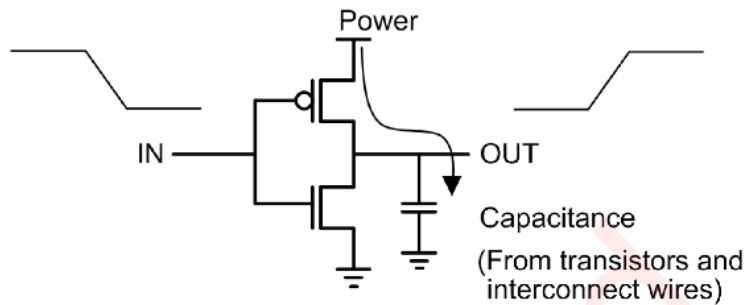 Power
IN
OUT
Capacitance
(From transistors and
interconnect wires)